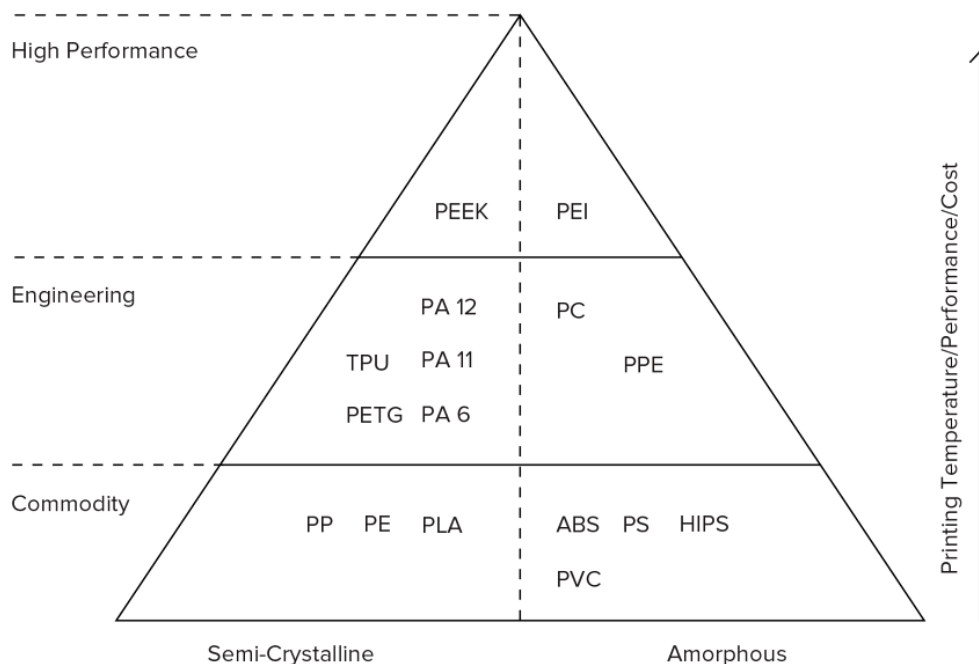 High Performance
PEEK PEI
Engineering
PA 12 PC
TPU PA 11 PPE
PETG PA 6
Commodity
PP PE PLA ABS PS HIPS
PVC
Semi-Crystalline Amorphous
Printing Temperature/Performance/Cost